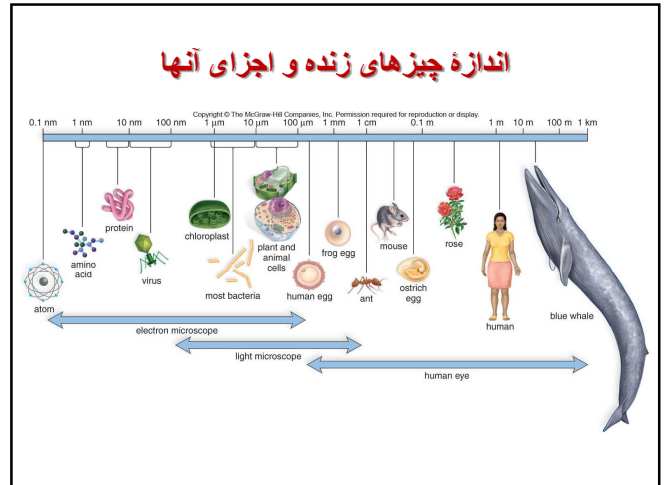 اندازهٔ چیزهای زنده و اجزای آنها
Copyright © The McGraw-Hill Companies, Inc. Permission required for reproduction or display.
0.1 nm 1 nm 10 nm 100 nm 1 µm 10 µm 100 µm 1 mm 1 cm 0.1 m 1 m 10 m 100 m 1 km
protein
chloroplast
plant and
animal
cells
frog egg
mouse
rose
amino
acid
virus
most bacteria
human egg
ant
ostrich
egg
human
blue whale
atom
electron microscope
light microscope
human eye